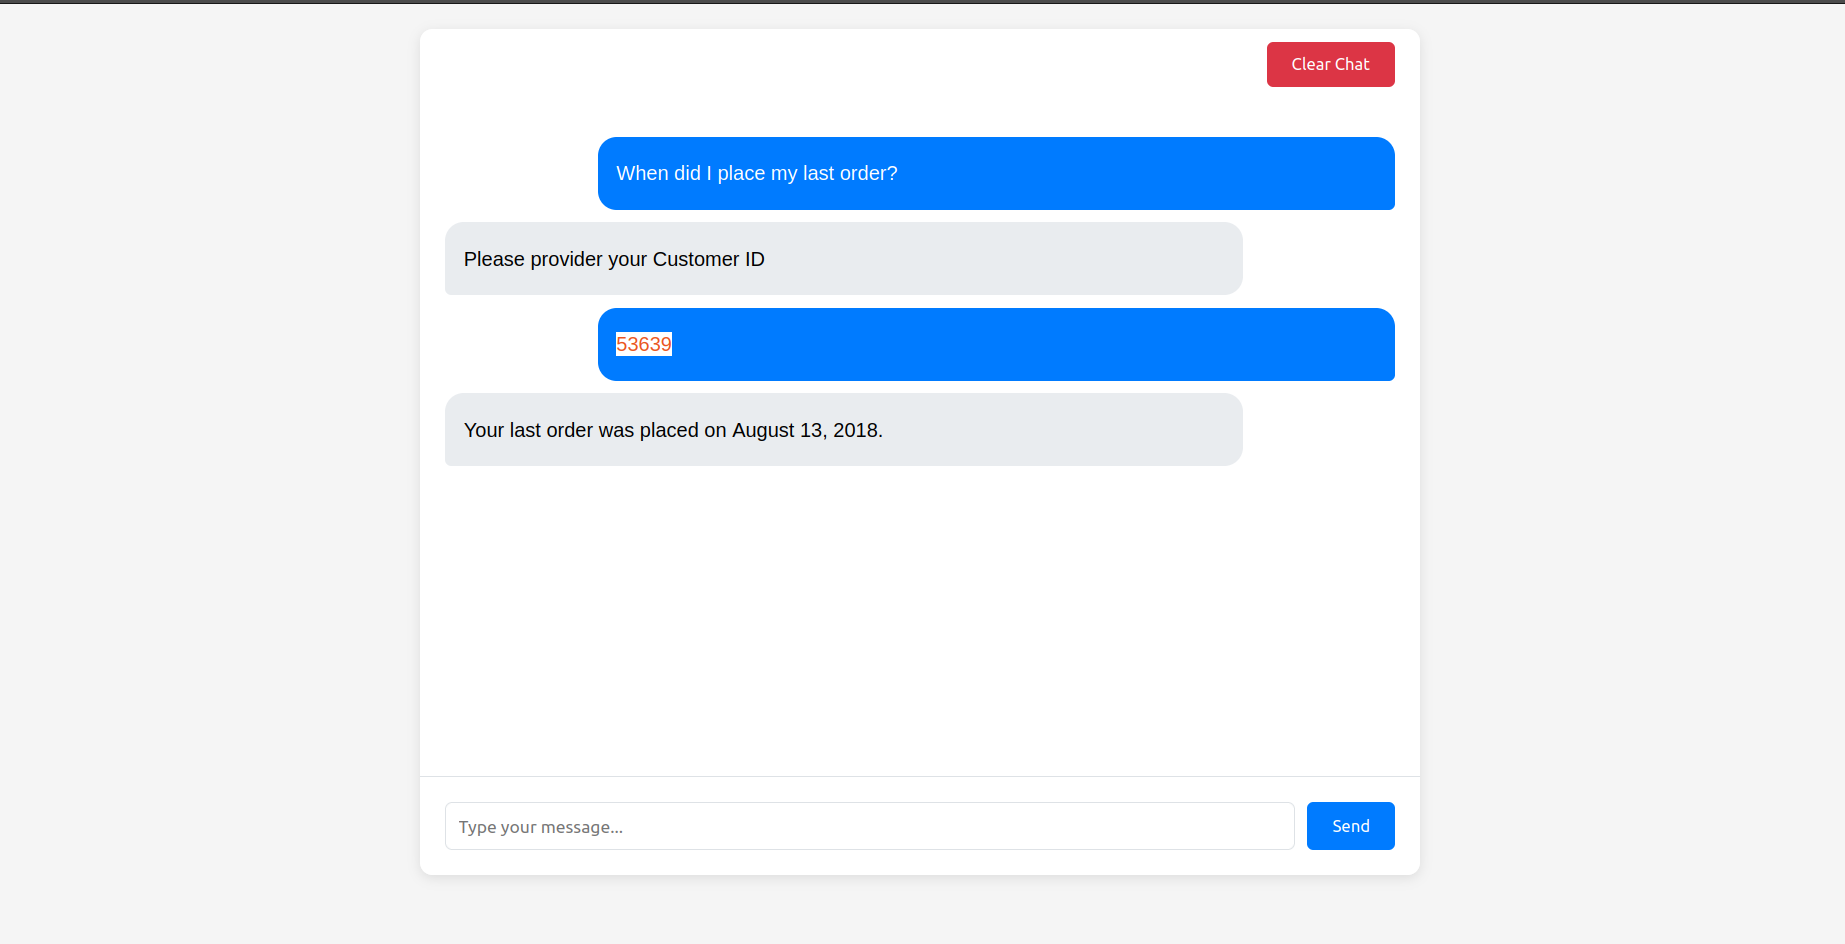 Clear Chat
When did I place my last order?
Please provider your Customer ID
53639
Your last order was placed on August 13, 2018.
Type your message...
Send